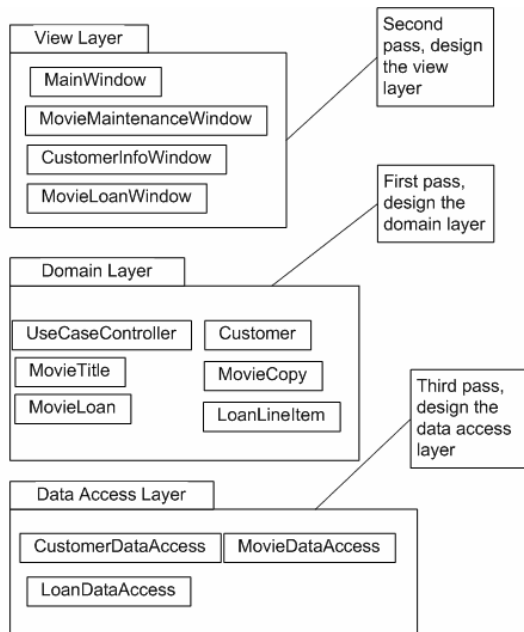 View Layer
MainWindow
MovieMaintenanceWindow
CustomerInfoWindow
MovieLoanWindow
Second
pass, design
the view
layer
First pass,
design the
domain layer
Domain Layer
UseCaseController
Customer
MovieTitle
MovieCopy
MovieLoan
LoanLineItem
Third pass,
design the
data access
layer
Data Access Layer
CustomerDataAccess
MovieDataAccess
LoanDataAccess